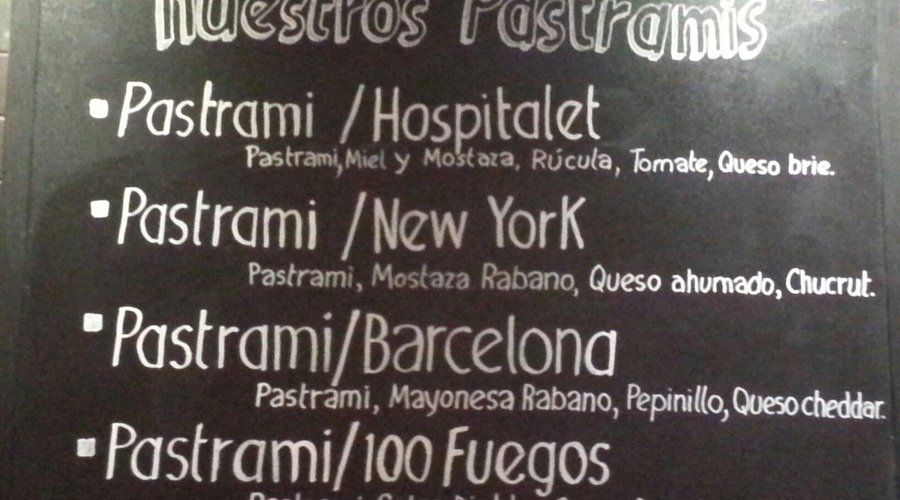 Nuestros Pastramis
Pastrami /Hospitalet
Pastrami, Miel y Mostaza, Rúcula, Tomate, Queso brie.
Pastrami /New York
Pastrami, Mostaza Rabano, Queso ahumado, Chucrut.
Pastrami/Barcelona
Pastrami, Mayonesa Rabano, Pepinillo, Queso cheddar.
Pastrami/100 Fuegos